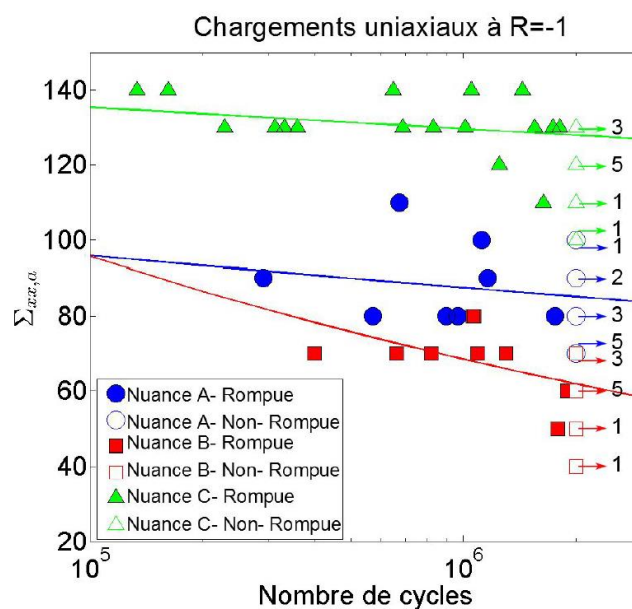 Chargements uniaxiaux à R=-1
140
120
100
80
60
40
20
Σxx,a
3
5
1
1
2
3
5
3
5
1
1
Nuance A- Rompue
Nuance A- Non- Rompue
Nuance B- Rompue
Nuance B- Non- Rompue
Nuance C- Rompue
Nuance C- Non- Rompue
10^5
10^6
Nombre de cycles